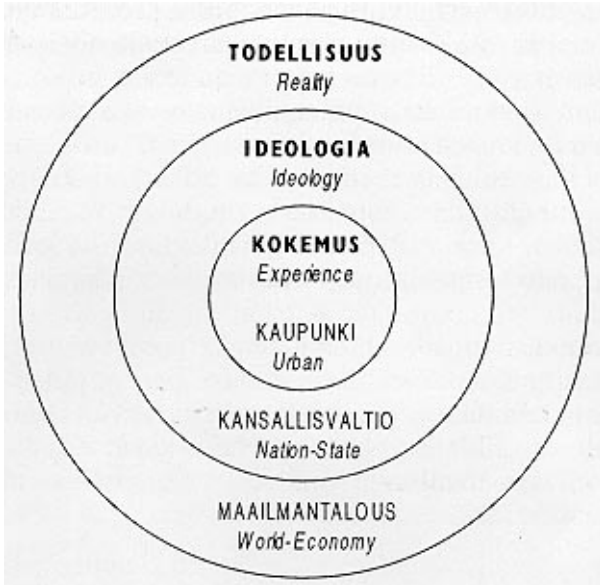 TODELLISUUS
Reality
IDEOLOGIA
Ideology
KOKEMUS
Experience
KAUPUNKI
Urban
KANSALLISVALTIO
Nation-State
MAAILMANTALOUS
World-Economy